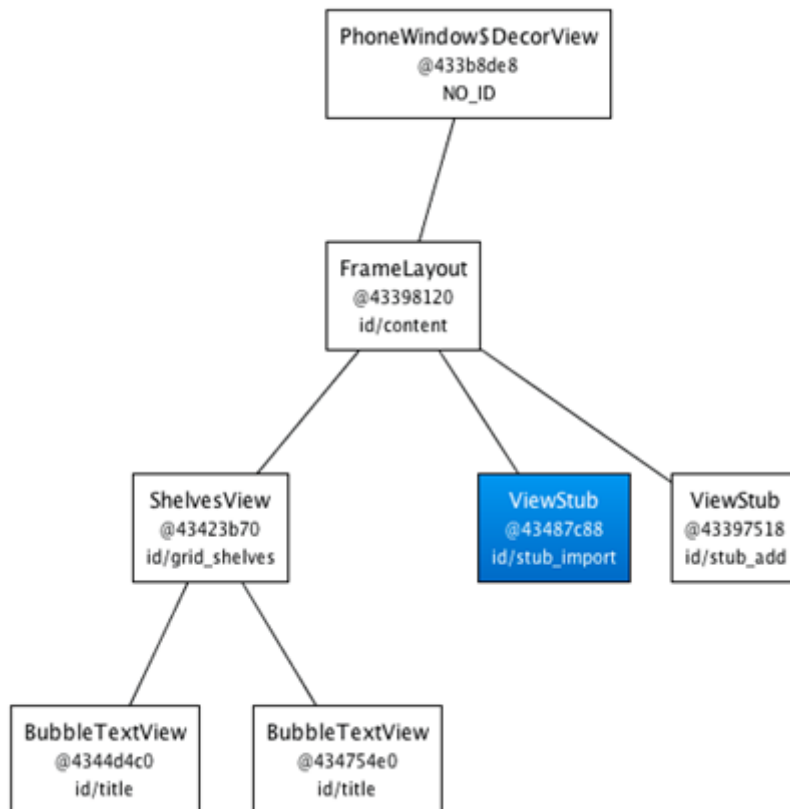 PhoneWindow$DecorView
@433b8de8
NO_ID
FrameLayout
@43398120
id/content
ShelvesView
@43423b70
id/grid_shelves
ViewStub
@43487c88
id/stub_import
ViewStub
@43397518
id/stub_add
BubbleTextView
@4344d4c0
id/title
BubbleTextView
@434754e0
id/title